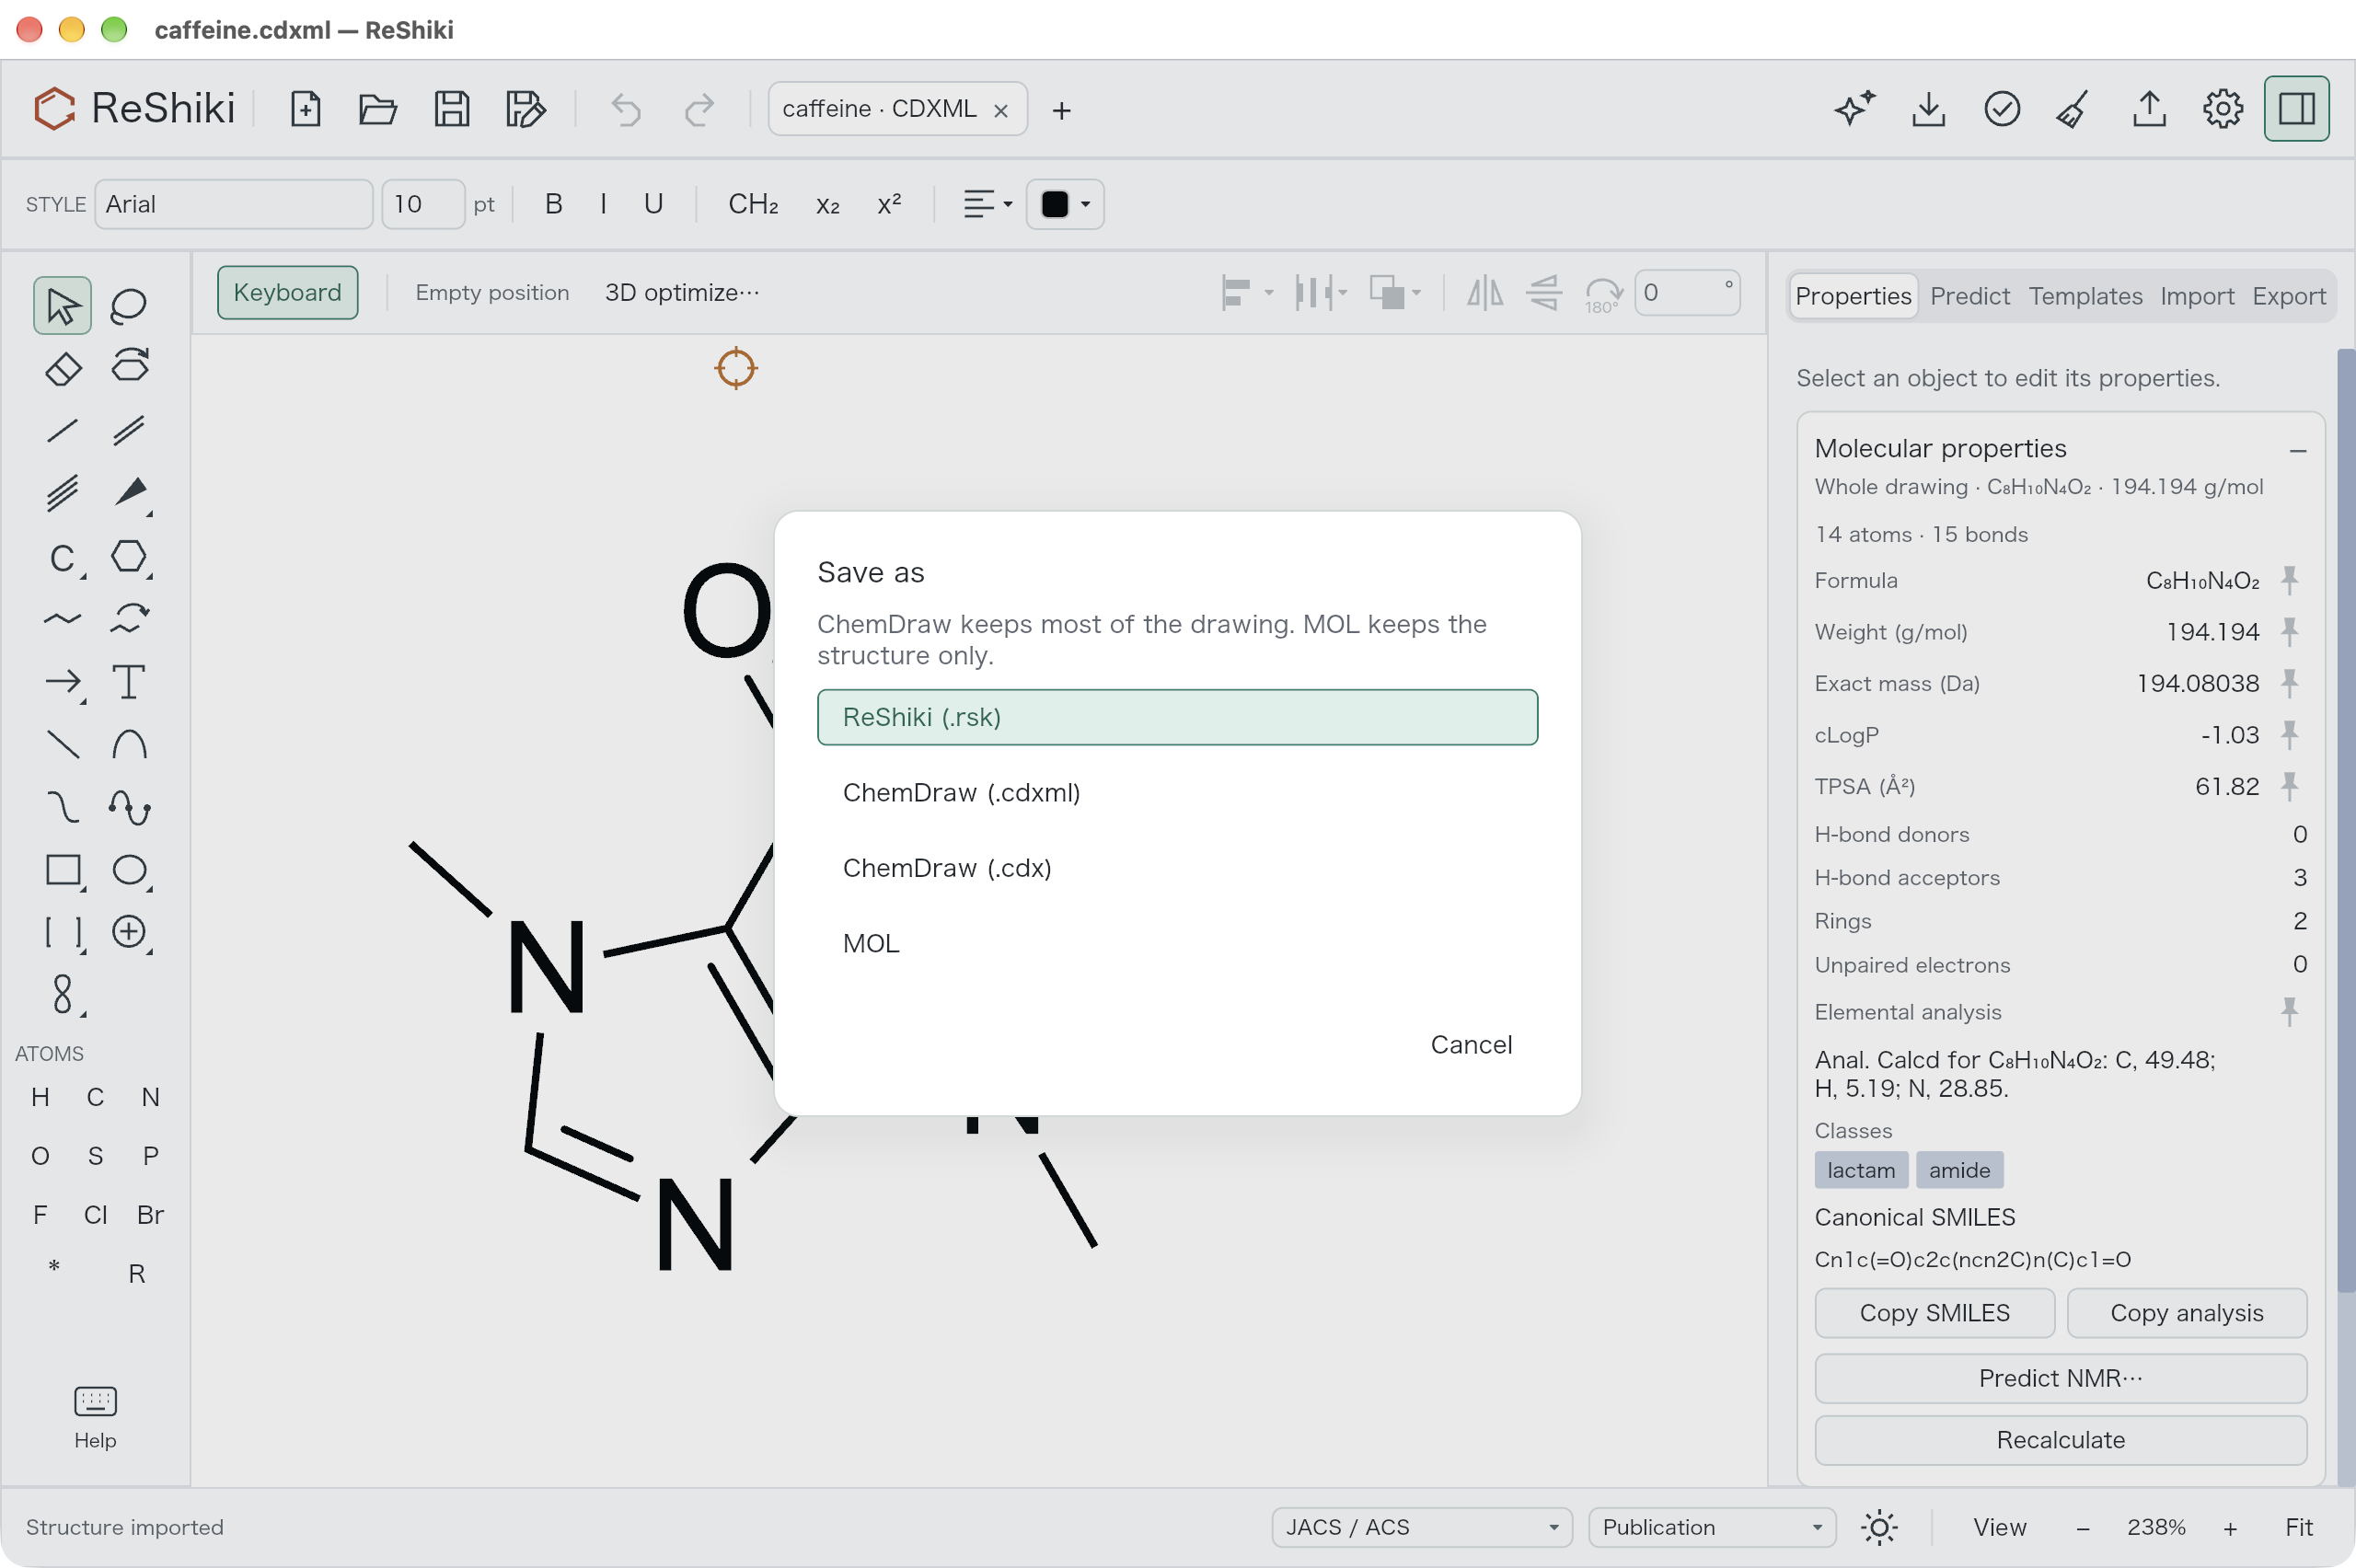 caffeine.cdxml — ReShiki
ReShiki
caffeine · CDXML ×
+
STYLE Arial 10 pt B I U CH₂ x₂ x²
Keyboard Empty position 3D optimize⋯
180° 0 °
Properties Predict Templates Import Export
C
T
[ ]
ATOMS
H C N
O S P
F Cl Br
* R
Help
O
N
N
N
Save as
ChemDraw keeps most of the drawing. MOL keeps the
structure only.
ReShiki (.rsk)
ChemDraw (.cdxml)
ChemDraw (.cdx)
MOL
Cancel
Select an object to edit its properties.
Molecular properties −
Whole drawing · C₈H₁₀N₄O₂ · 194.194 g/mol
14 atoms · 15 bonds
Formula C₈H₁₀N₄O₂
Weight (g/mol) 194.194
Exact mass (Da) 194.08038
cLogP -1.03
TPSA (Å²) 61.82
H-bond donors 0
H-bond acceptors 3
Rings 2
Unpaired electrons 0
Elemental analysis
Anal. Calcd for C₈H₁₀N₄O₂: C, 49.48;
H, 5.19; N, 28.85.
Classes
lactam amide
Canonical SMILES
Cn1c(=O)c2c(ncn2C)n(C)c1=O
Copy SMILES Copy analysis
Predict NMR⋯
Recalculate
Structure imported
JACS / ACS Publication View − 238% + Fit